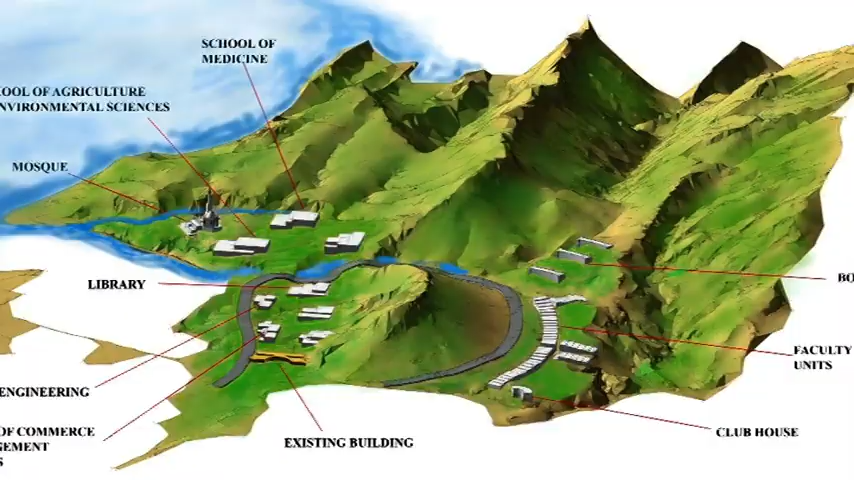 SCHOOL OF
MEDICINE
OOL OF AGRICULTURE
NVIRONMENTAL SCIENCES
MOSQUE
LIBRARY
BO
FACULTY
UNITS
ENGINEERING
OF COMMERCE
GEMENT
S
EXISTING BUILDING
CLUB HOUSE